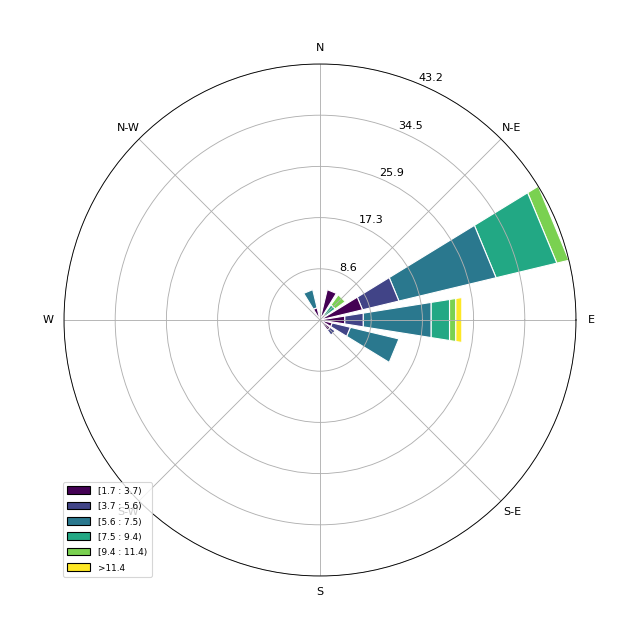 N
43.2
N-W
34.5
N-E
25.9
17.3
8.6
W
E
[1.7 : 3.7)
[3.7 : 5.6)
S-W
S-E
[5.6 : 7.5)
[7.5 : 9.4)
[9.4 : 11.4)
>11.4
S